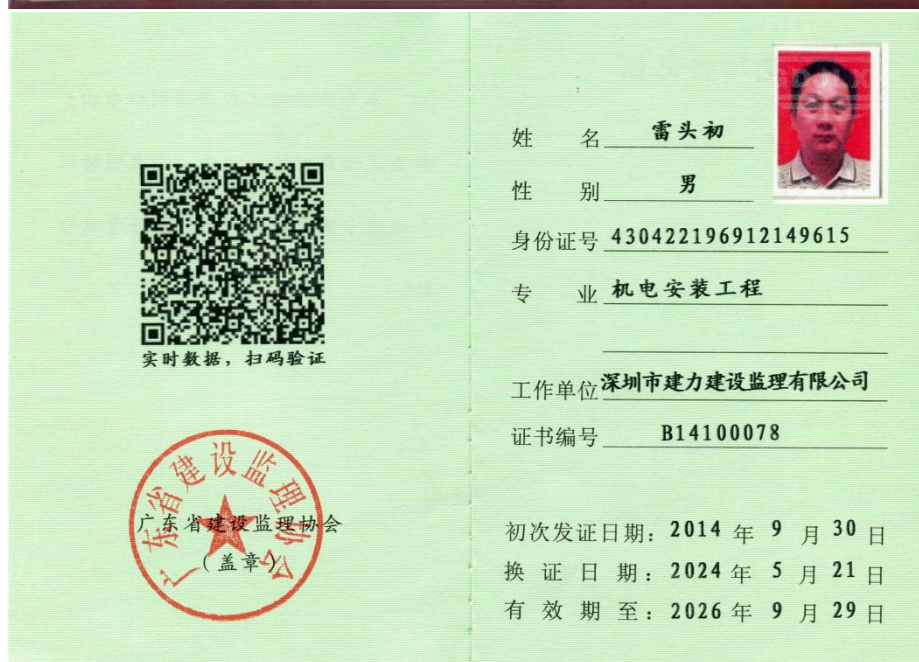 实时数据，扫码验证
广东省建设监理协会
广东省建设监理协会
（盖章）
姓 名 雷头初
性 别 男
身份证号 430422196912149615
专 业 机电安装工程
工作单位 深圳市建力建设监理有限公司
证书编号 B14100078
初次发证日期：2014 年 9 月 30 日
换 证 日 期：2024 年 5 月 21 日
有 效 期 至：2026 年 9 月 29 日